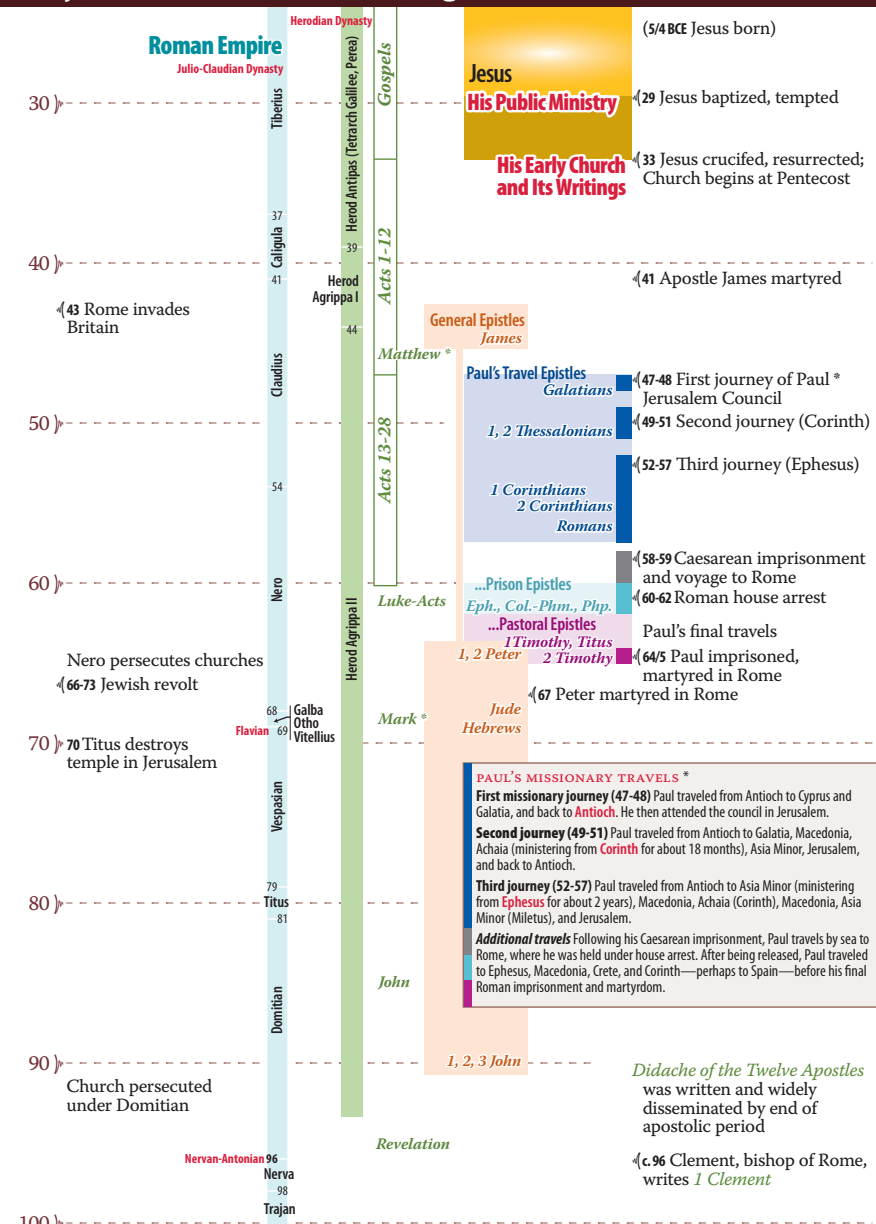 Herodian Dynasty
Roman Empire
Julio-Claudian Dynasty
Tiberius
Herod Antipas (Tetrarch Galilee, Perea)
Gospels
Jesus
His Public Ministry
His Early Church
and Its Writings
(5/4 BCE Jesus born)
30
29 Jesus baptized, tempted
33 Jesus crucifed, resurrected;
Church begins at Pentecost
37
Caligula
39
Acts 1-12
40
41
Herod
Agrippa I
41 Apostle James martyred
43 Rome invades
Britain
44
General Epistles
James
Claudius
Matthew *
Paul's Travel Epistles
Galatians
47-48 First journey of Paul *
Jerusalem Council
50
Acts 13-28
1, 2 Thessalonians
49-51 Second journey (Corinth)
52-57 Third journey (Ephesus)
54
1 Corinthians
2 Corinthians
Romans
Nero
58-59 Caesarean imprisonment
and voyage to Rome
60
...Prison Epistles
Eph., Col.-Phm., Php.
60-62 Roman house arrest
Luke-Acts
Herod Agrippa II
...Pastoral Epistles
1Timothy, Titus
2 Timothy
Paul's final travels
Nero persecutes churches
1, 2 Peter
64/5 Paul imprisoned,
martyred in Rome
66-73 Jewish revolt
67 Peter martyred in Rome
68
Galba
Otho
Vitellius
Flavian
69
Mark *
Jude
Hebrews
70
70 Titus destroys
temple in Jerusalem
Vespasian
PAUL'S MISSIONARY TRAVELS *
First missionary journey (47-48) Paul traveled from Antioch to Cyprus and
Galatia, and back to Antioch. He then attended the council in Jerusalem.
Second journey (49-51) Paul traveled from Antioch to Galatia, Macedonia,
Achaia (ministering from Corinth for about 18 months), Asia Minor, Jerusalem,
and back to Antioch.
Third journey (52-57) Paul traveled from Antioch to Asia Minor (ministering
from Ephesus for about 2 years), Macedonia, Achaia (Corinth), Macedonia, Asia
Minor (Miletus), and Jerusalem.
Additional travels Following his Caesarean imprisonment, Paul travels by sea to
Rome, where he was held under house arrest. After being released, Paul traveled
to Ephesus, Macedonia, Crete, and Corinth—perhaps to Spain—before his final
Roman imprisonment and martyrdom.
79
80
Titus
81
Domitian
John
90
1, 2, 3 John
Church persecuted
under Domitian
Didache of the Twelve Apostles
was written and widely
disseminated by end of
apostolic period
Revelation
Nervan-Antonian 96
Nerva
98
Trajan
c. 96 Clement, bishop of Rome,
writes 1 Clement
100